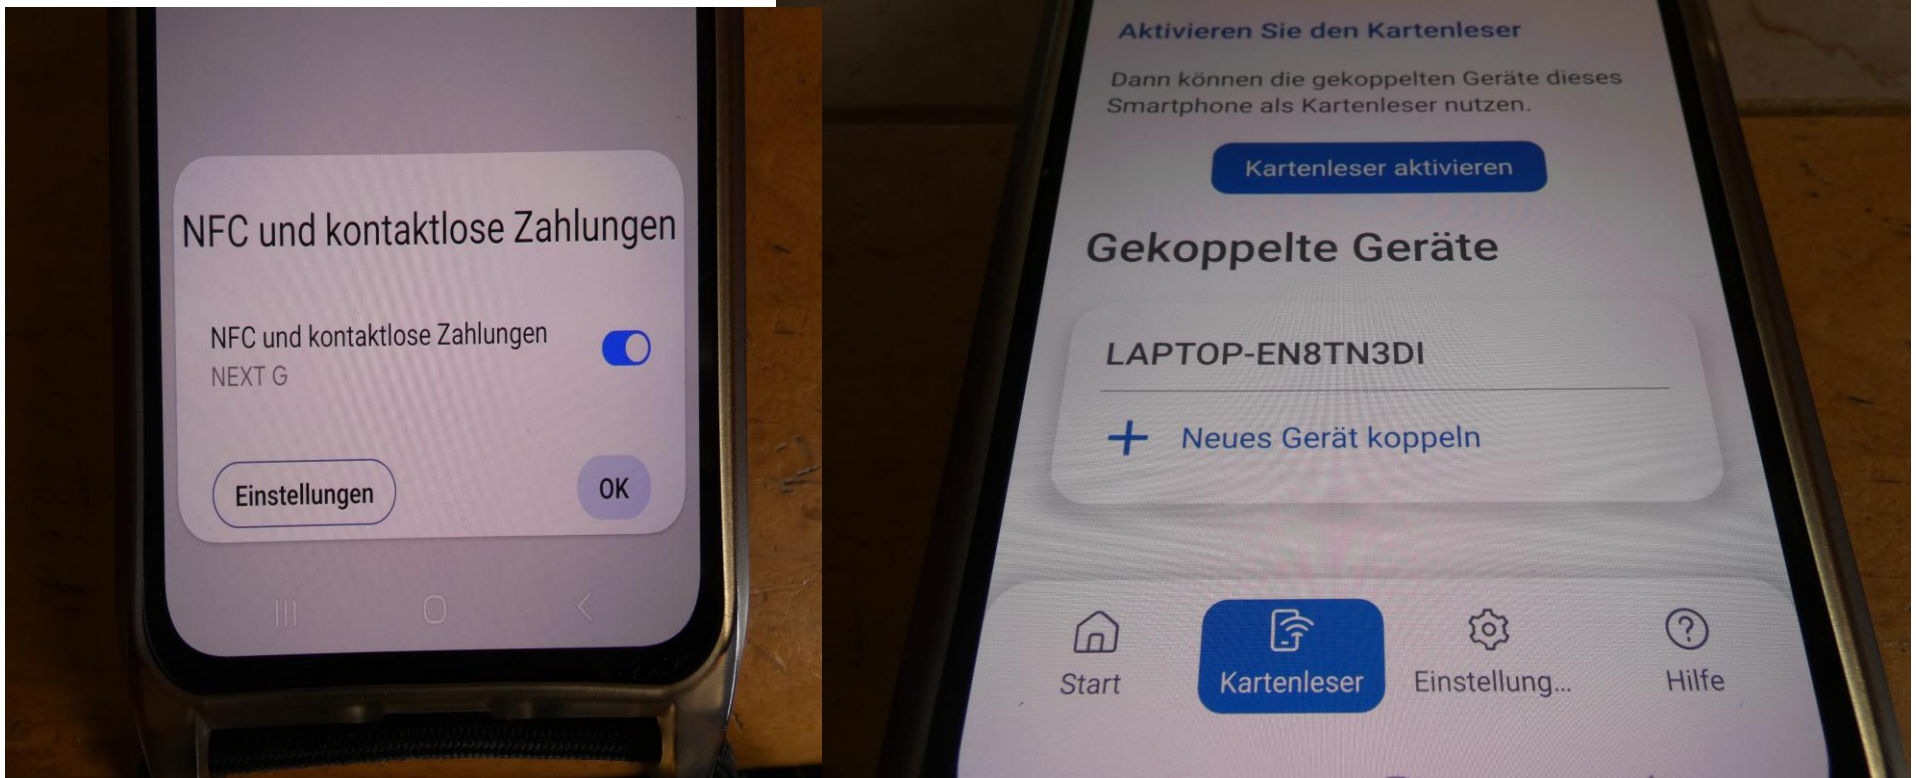 NFC und kontaktlose Zahlungen
NFC und kontaktlose Zahlungen
NEXT G
Einstellungen
OK
Aktivieren Sie den Kartenleser
Dann können die gekoppelten Geräte dieses
Smartphone als Kartenleser nutzen.
Kartenleser aktivieren
Gekoppelte Geräte
LAPTOP-EN8TN3DI
+ Neues Gerät koppeln
Start
Kartenleser
Einstellung...
Hilfe